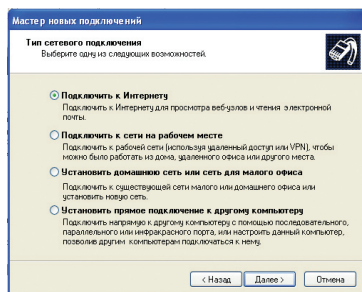 Мастер новых подключений
Тип сетевого подключения
Выберите одну из следующих возможностей.
Подключить к Интернету
Подключить к Интернету для просмотра веб-узлов и чтения электронной
почты.
Подключить к сети на рабочем месте
Подключить к рабочей сети (используя удаленный доступ или VPN), чтобы
можно было работать из дома, удаленного офиса или другого места.
Установить домашнюю сеть или сеть для малого офиса
Подключить к существующей сети малого или домашнего офиса или
установить новую сеть.
Установить прямое подключение к другому компьютеру
Подключить напрямую к другому компьютеру с помощью последовательного,
параллельного или инфракрасного порта, или настроить данный компьютер,
позволив другим компьютерам подключаться к нему.
< Назад Далее > Отмена